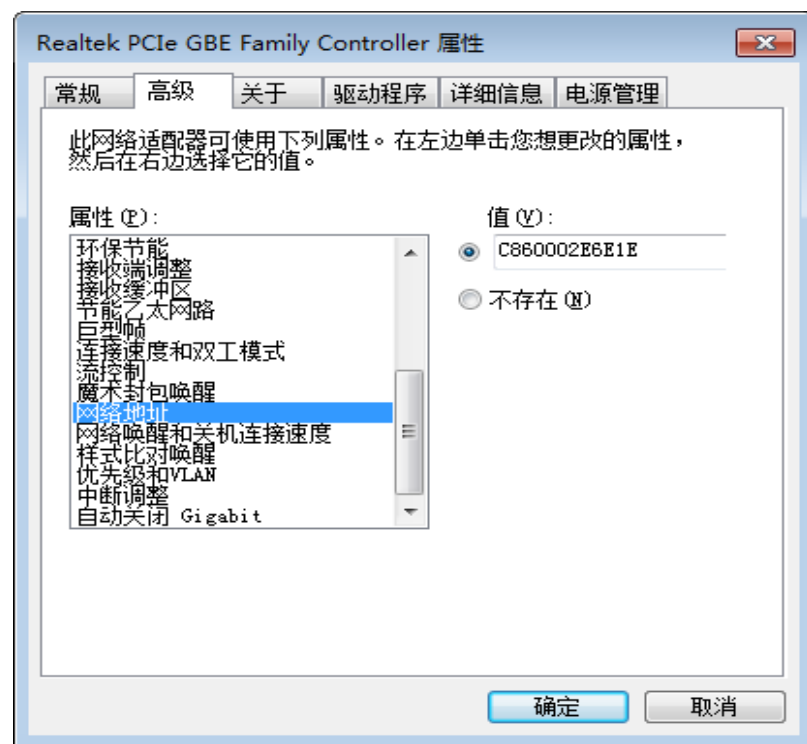 Realtek PCIe GBE Family Controller 属性
常规 高级 关于 驱动程序 详细信息 电源管理
此网络适配器可使用下列属性。在左边单击您想更改的属性，
然后在右边选择它的值。
属性(P): 值(V):
环保节能
接收端调整
接收缓冲区
节能乙太网路
巨型帧
连接速度和双工模式
流控制
魔术封包唤醒
网络地址
网络唤醒和关机连接速度
样式比对唤醒
优先级和VLAN
中断调整
自动关闭 Gigabit
C860002E6E1E
不存在(N)
确定 取消